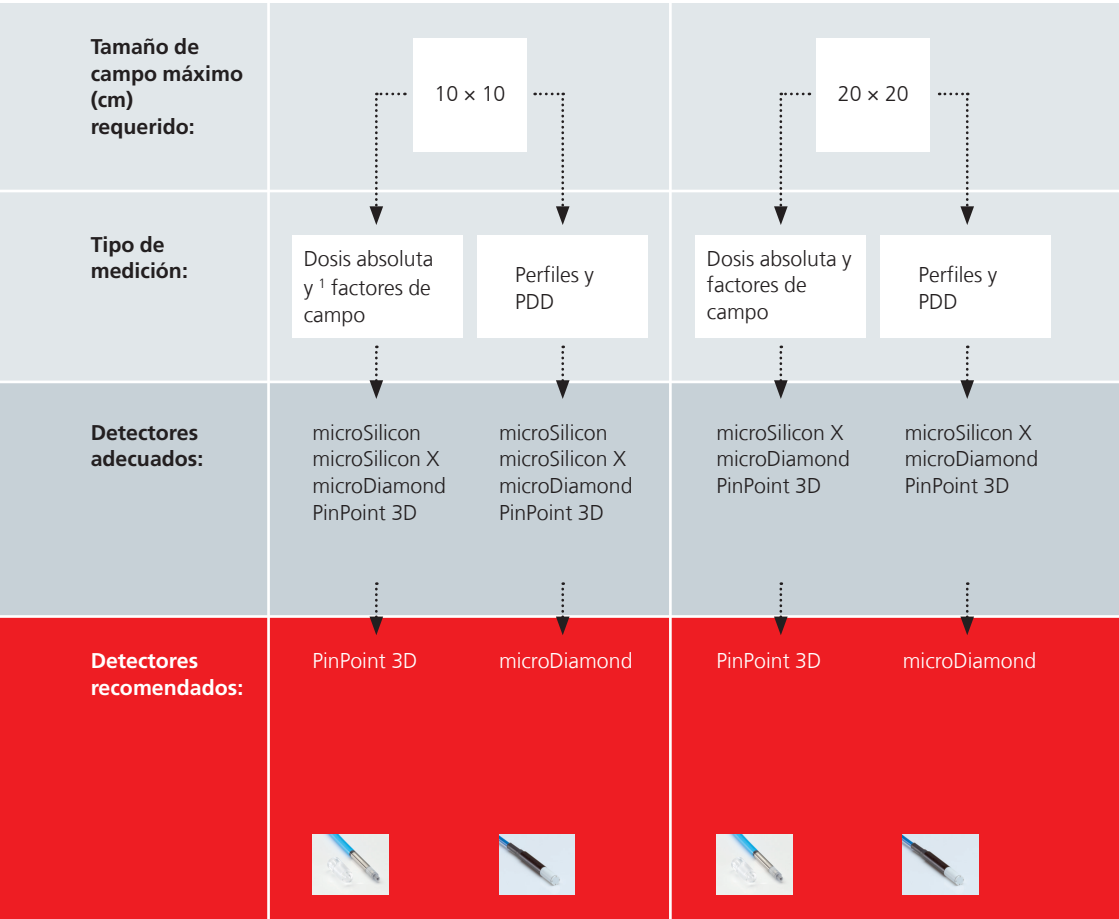 Tamaño de
campo máximo
(cm)
requerido:
10 × 10
20 × 20
Tipo de
medición:
Dosis absoluta
y ¹ factores de
campo
Perfiles y
PDD
Dosis absoluta y
factores de
campo
Perfiles y
PDD
Detectores
adecuados:
microSilicon
microSilicon X
microDiamond
PinPoint 3D
microSilicon
microSilicon X
microDiamond
PinPoint 3D
microSilicon X
microDiamond
PinPoint 3D
microSilicon X
microDiamond
PinPoint 3D
Detectores
recomendados:
PinPoint 3D
microDiamond
PinPoint 3D
microDiamond